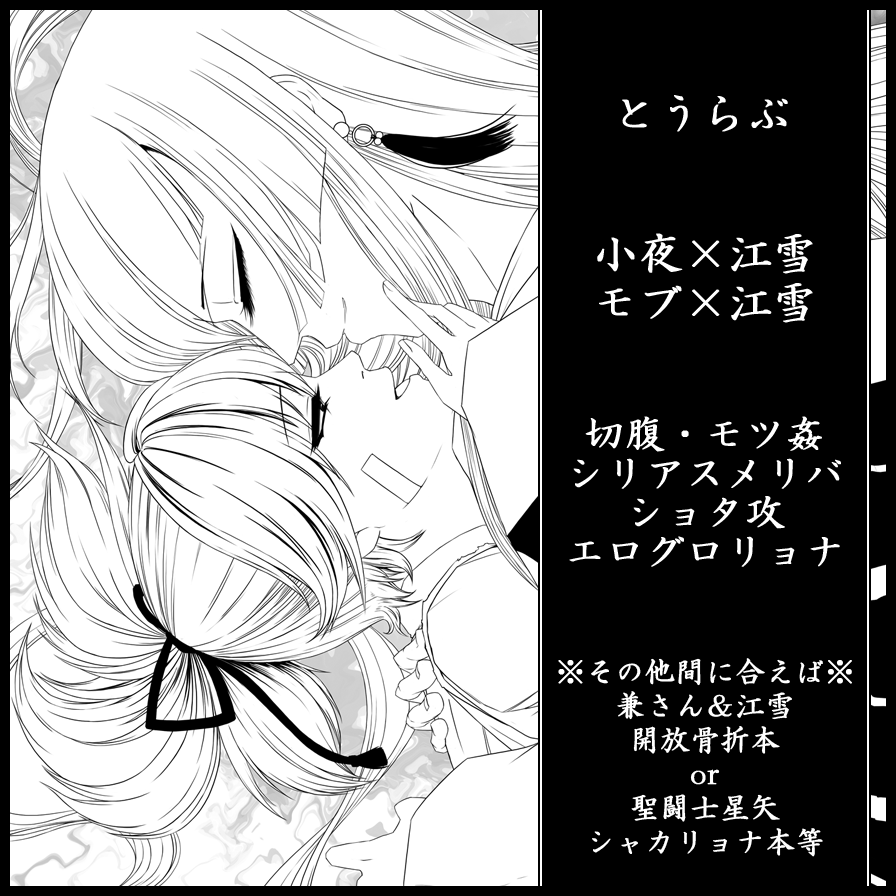 とうらぶ
小夜×江雪
モブ×江雪
切腹・モツ姦
シリアスメリバ
ショタ攻
エログロリョナ
※その他間に合えば※
兼さん&江雪
開放骨折本
or
聖闘士星矢
シャカリョナ本等